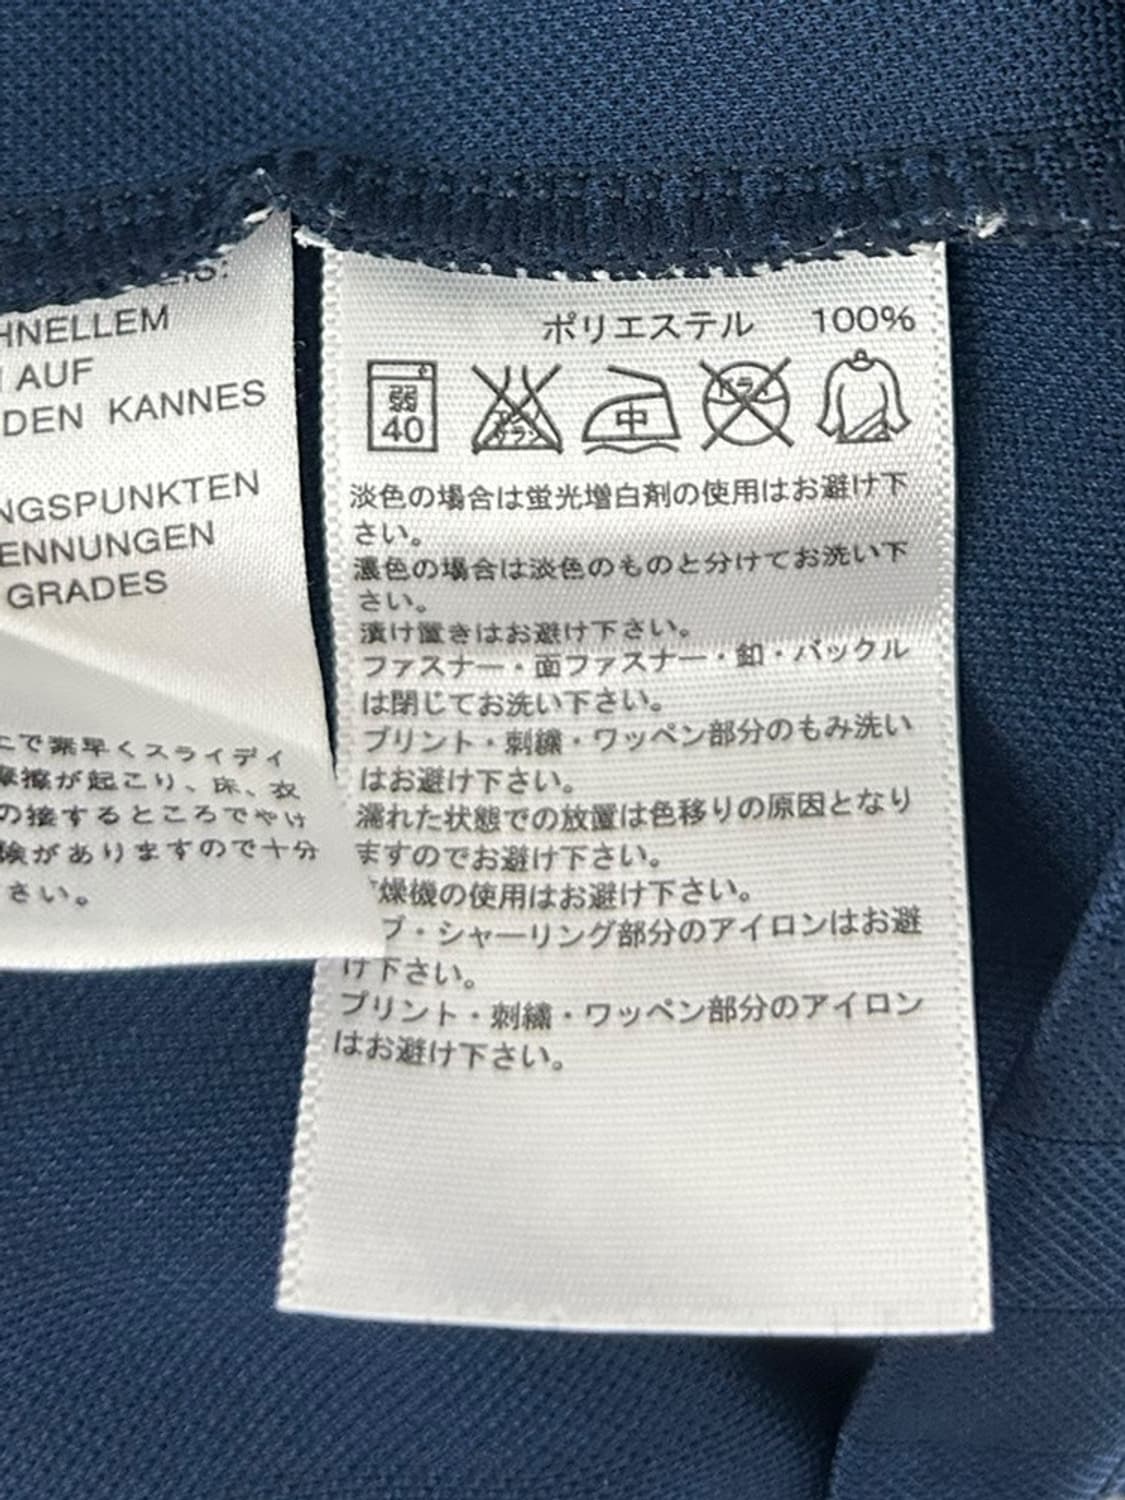 HNELLEM
AUF
DEN KANNES
NGSPUNKTEN
ENNUNGEN
GRADES
で素早くスライディ
摩擦が起こり、床、衣
の接するところでやけ
険がありますので十分
さい。
ポリエステル 100%
弱 40 エンソサラシ 中 ドライ
淡色の場合は蛍光増白剤の使用はお避け下
さい。
濃色の場合は淡色のものと分けてお洗い下
さい。
漬け置きはお避け下さい。
ファスナー・面ファスナー・釦・バックル
は閉じてお洗い下さい。
プリント・刺繍・ワッペン部分のもみ洗い
はお避け下さい。
濡れた状態での放置は色移りの原因となり
ますのでお避け下さい。
燥機の使用はお避け下さい。
ブ・シャーリング部分のアイロンはお避
け下さい。
プリント・刺繍・ワッペン部分のアイロン
はお避け下さい。